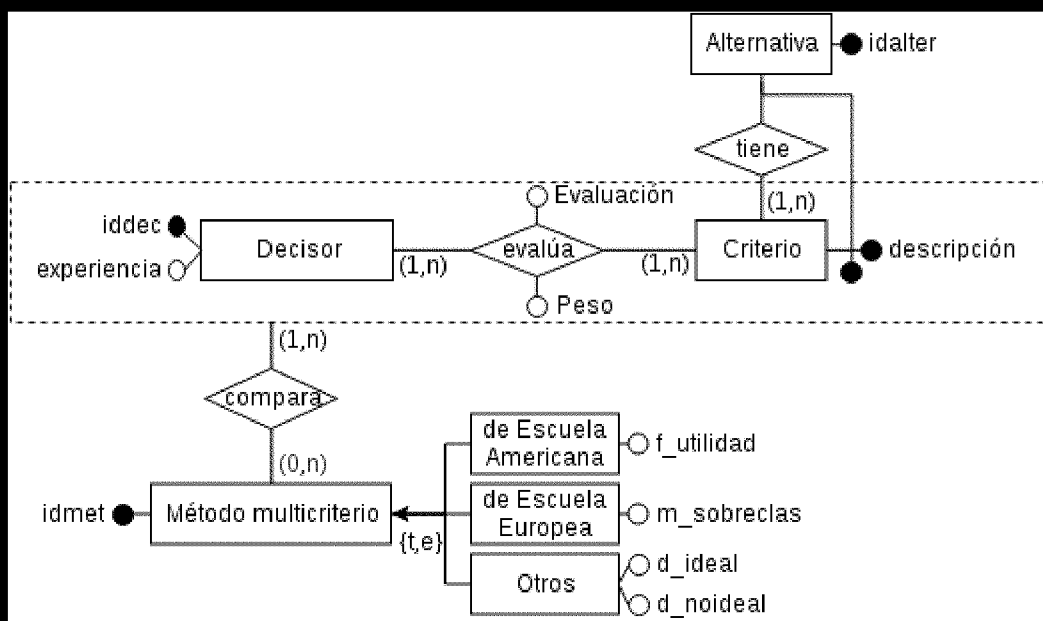 Alternativa
idalter
tiene
(1,n)
Evaluación
iddec
experiencia
Decisor
(1,n)
evalúa
(1,n)
Criterio
descripción
Peso
(1,n)
compara
(0,n)
de Escuela
Americana
f_utilidad
idmet
Método multicriterio
{t,e}
de Escuela
Europea
m_sobreclas
Otros
d_ideal
d_noideal